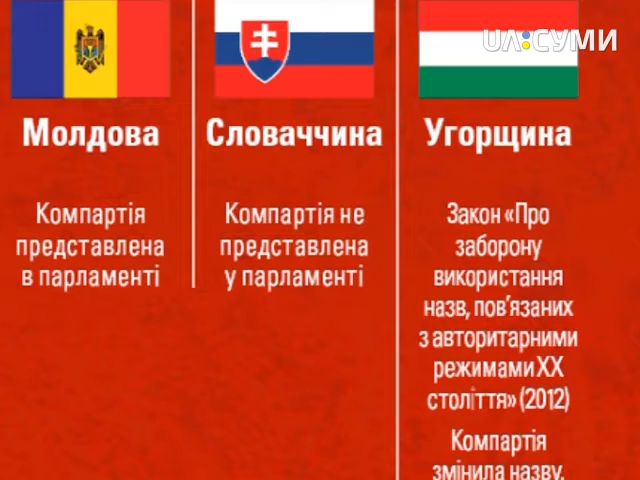 UA:СУМИ
Молдова
Компартія
представлена
в парламенті
Словаччина
Компартія не
представлена
у парламенті
Угорщина
Закон «Про
заборону
використання
назв, пов’язаних
з авторитарними
режимами ХХ
століття» (2012)
Компартія
змінила назву.